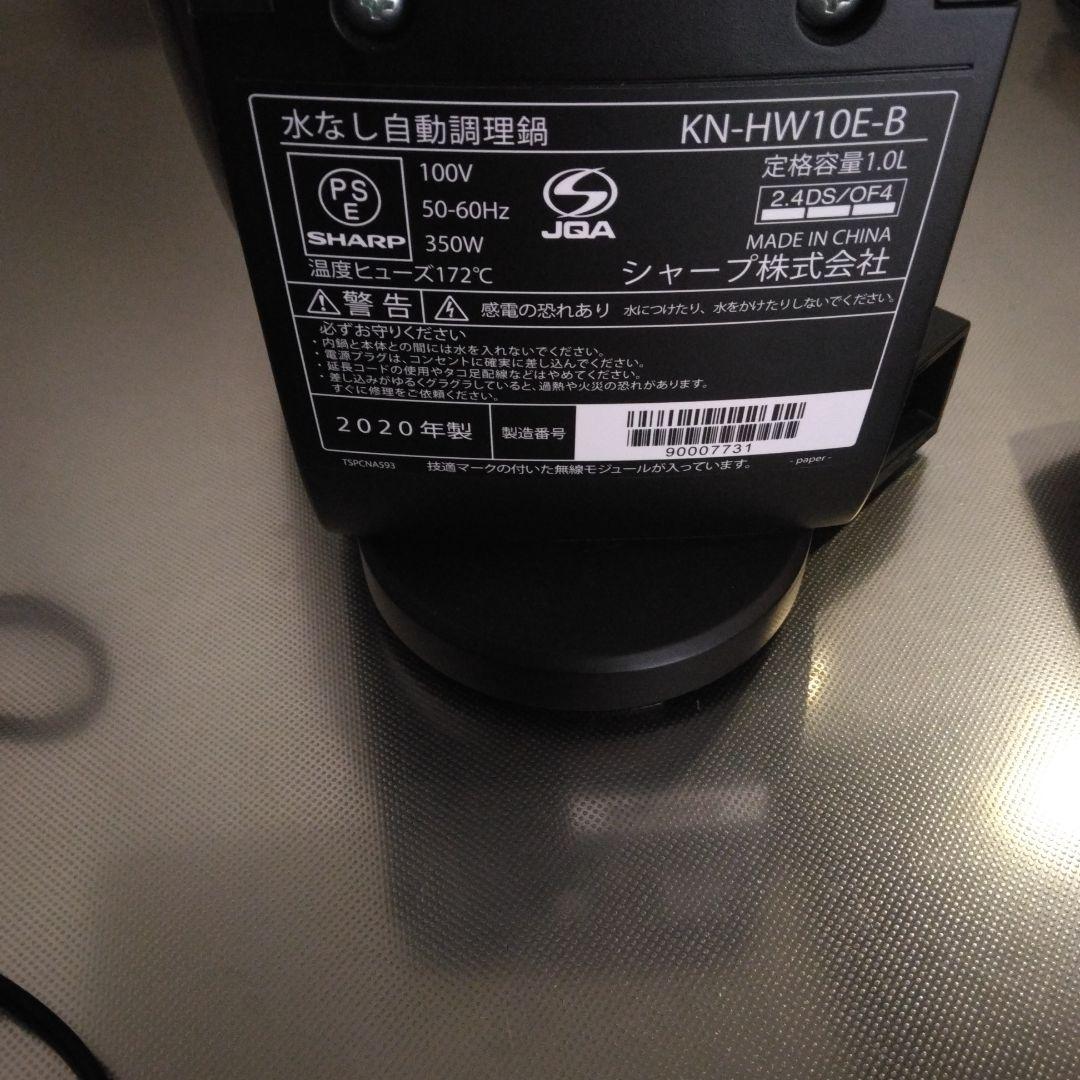 水なし自動調理鍋 KN-HW10E-B
PSE
SHARP
100V
50-60Hz
350W
JQA
定格容量1.0L
2.4DS/OF4
MADE IN CHINA
温度ヒューズ172℃ シャープ株式会社
警告 感電の恐れあり 水につけたり、水をかけたりしないでください。
必ずお守りください
・内鍋と本体との間には水を入れないでください。
・電源プラグは、コンセントに確実に差し込んでください。
・延長コードの使用やタコ足配線などはやめてください。
・差し込みがゆるくグラグラしていると、過熱や火災の恐れがあります。
すぐに修理をご依頼ください。
2020年製 製造番号 90007731
TSPCNA593 技適マークの付いた無線モジュールが入っています。 -paper-